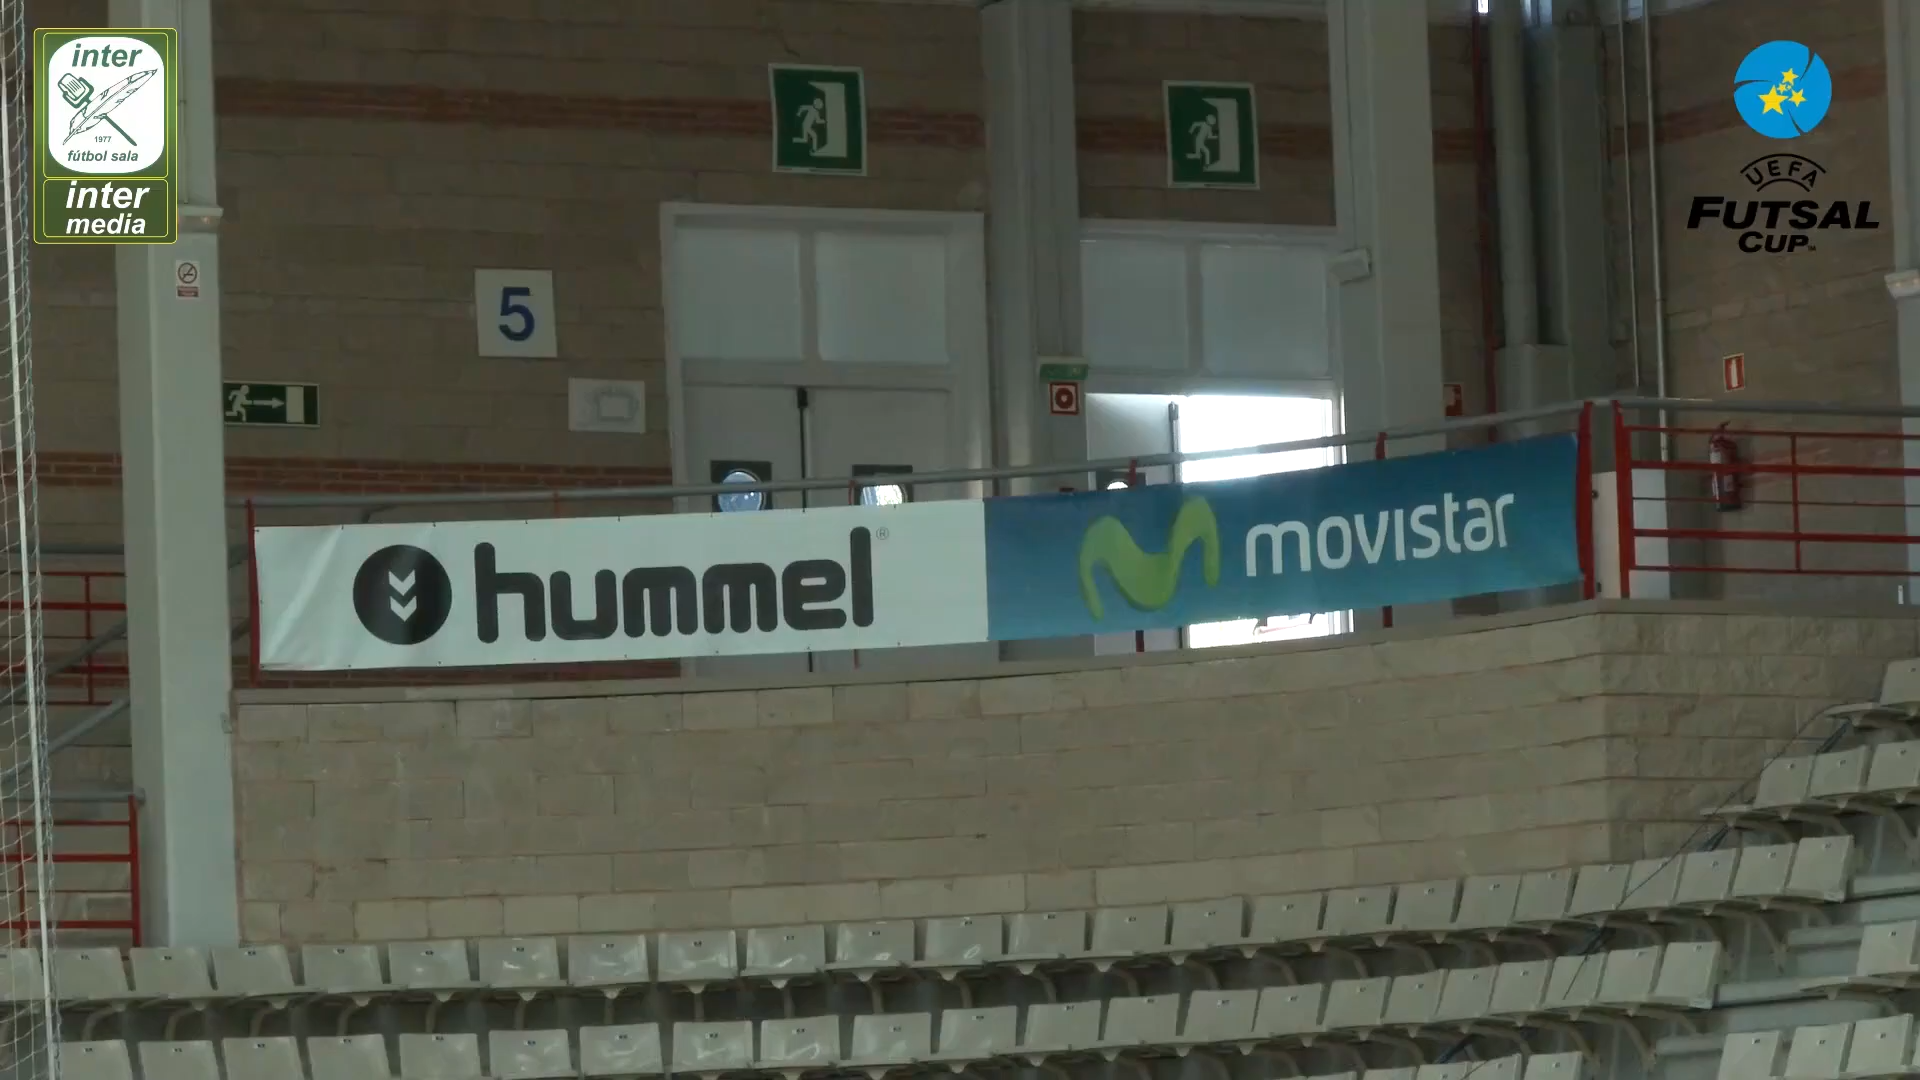 inter
1977
fútbol sala
inter
media
UEFA
FUTSAL
CUP
5
hummel®
movistar